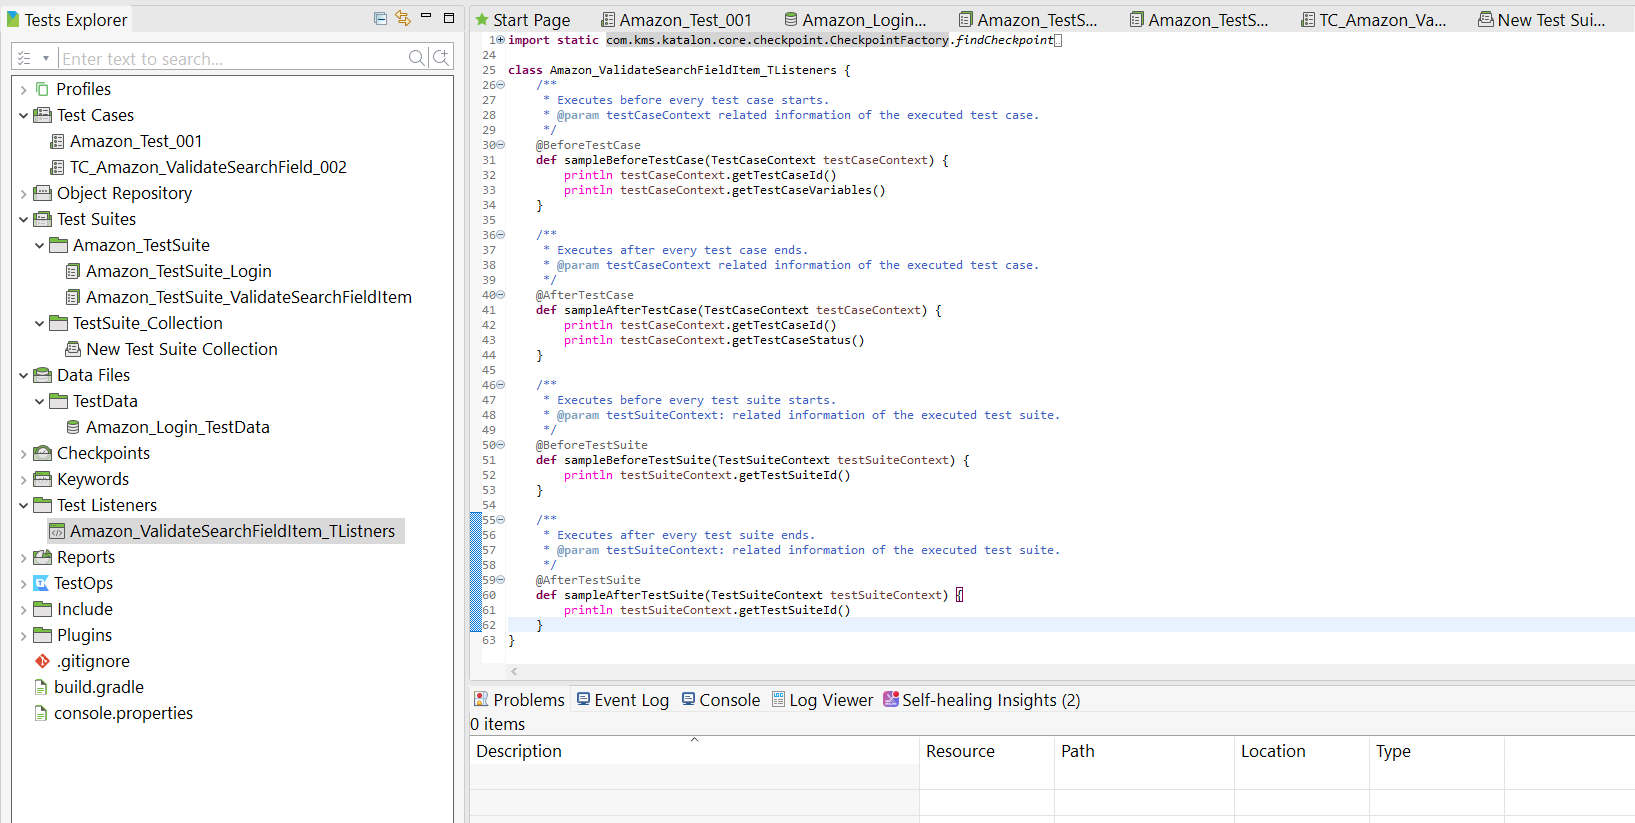 Tests Explorer
Enter text to search...
Profiles
Test Cases
Amazon_Test_001
TC_Amazon_ValidateSearchField_002
Object Repository
Test Suites
Amazon_TestSuite
Amazon_TestSuite_Login
Amazon_TestSuite_ValidateSearchFieldItem
TestSuite_Collection
New Test Suite Collection
Data Files
TestData
Amazon_Login_TestData
Checkpoints
Keywords
Test Listeners
Amazon_ValidateSearchFieldItem_TListners
Reports
TestOps
Include
Plugins
.gitignore
build.gradle
console.properties
Start Page Amazon_Test_001 Amazon_Login... Amazon_TestS... Amazon_TestS... TC_Amazon_Va... New Test Sui...
1 import static com.kms.katalon.core.checkpoint.CheckpointFactory.findCheckpoint
24
25 class Amazon_ValidateSearchFieldItem_TListeners {
26 /**
27 * Executes before every test case starts.
28 * @param testCaseContext related information of the executed test case.
29 */
30 @BeforeTestCase
31 def sampleBeforeTestCase(TestCaseContext testCaseContext) {
32 println testCaseContext.getTestCaseId()
33 println testCaseContext.getTestCaseVariables()
34 }
35
36 /**
37 * Executes after every test case ends.
38 * @param testCaseContext related information of the executed test case.
39 */
40 @AfterTestCase
41 def sampleAfterTestCase(TestCaseContext testCaseContext) {
42 println testCaseContext.getTestCaseId()
43 println testCaseContext.getTestCaseStatus()
44 }
45
46 /**
47 * Executes before every test suite starts.
48 * @param testSuiteContext: related information of the executed test suite.
49 */
50 @BeforeTestSuite
51 def sampleBeforeTestSuite(TestSuiteContext testSuiteContext) {
52 println testSuiteContext.getTestSuiteId()
53 }
54
55 /**
56 * Executes after every test suite ends.
57 * @param testSuiteContext: related information of the executed test suite.
58 */
59 @AfterTestSuite
60 def sampleAfterTestSuite(TestSuiteContext testSuiteContext) {
61 println testSuiteContext.getTestSuiteId()
62 }
63 }
Problems Event Log Console Log Viewer Self-healing Insights (2)
0 items
Description Resource Path Location Type